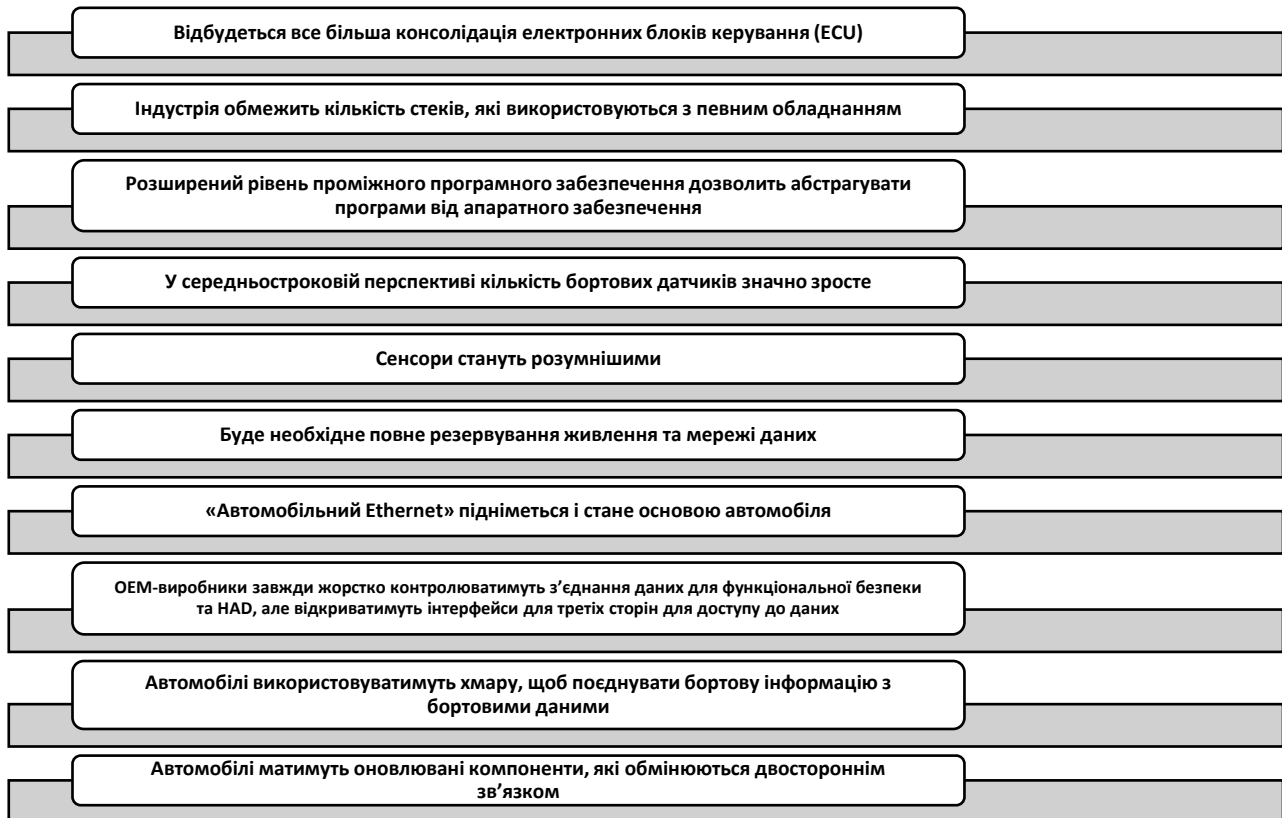 Відбудеться все більша консолідація електронних блоків керування (ECU)
Індустрія обмежить кількість стеків, які використовуються з певним обладнанням
Розширений рівень проміжного програмного забезпечення дозволить абстрагувати
програми від апаратного забезпечення
У середньостроковій перспективі кількість бортових датчиків значно зросте
Сенсори стануть розумнішими
Буде необхідне повне резервування живлення та мережі даних
«Автомобільний Ethernet» підніметься і стане основою автомобіля
OEM-виробники завжди жорстко контролюватимуть з’єднання даних для функціональної безпеки
та HAD, але відкриватимуть інтерфейси для третіх сторін для доступу до даних
Автомобілі використовуватимуть хмару, щоб поєднувати бортову інформацію з
бортовими даними
Автомобілі матимуть оновлювані компоненти, які обмінюються двостороннім
зв’язком